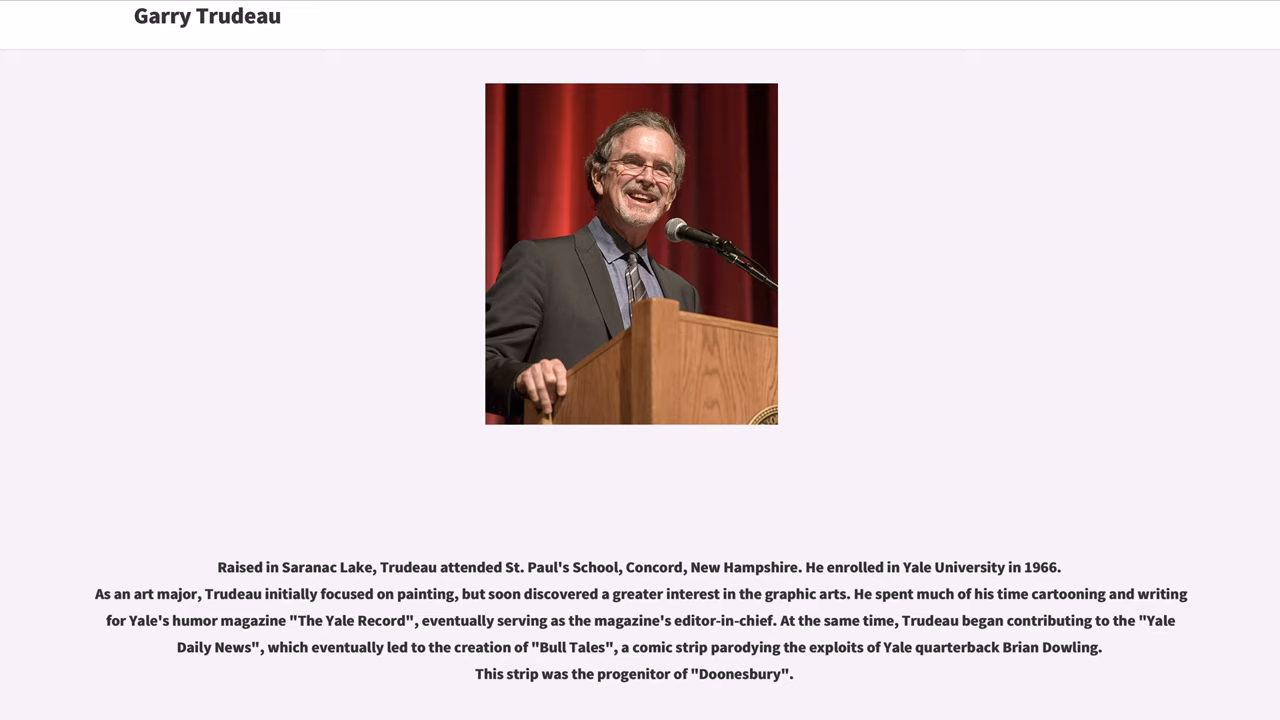 Garry Trudeau
Raised in Saranac Lake, Trudeau attended St. Paul's School, Concord, New Hampshire. He enrolled in Yale University in 1966.
As an art major, Trudeau initially focused on painting, but soon discovered a greater interest in the graphic arts. He spent much of his time cartooning and writing
for Yale's humor magazine "The Yale Record", eventually serving as the magazine's editor-in-chief. At the same time, Trudeau began contributing to the "Yale
Daily News", which eventually led to the creation of "Bull Tales", a comic strip parodying the exploits of Yale quarterback Brian Dowling.
This strip was the progenitor of "Doonesbury".